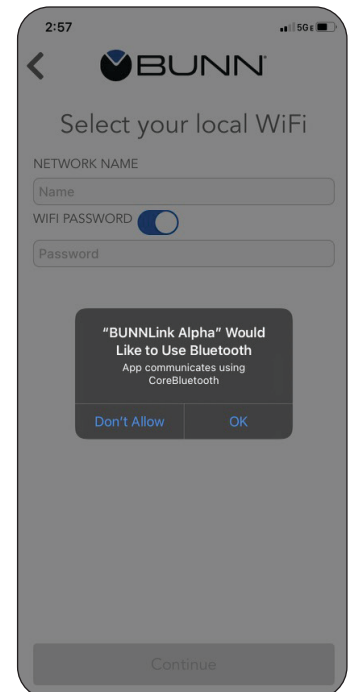 2:57
5GE
BUNN
Select your local WiFi
NETWORK NAME
Name
WIFI PASSWORD
Password
“BUNNLink Alpha” Would
Like to Use Bluetooth
App communicates using
CoreBluetooth
Don't Allow OK
Continue